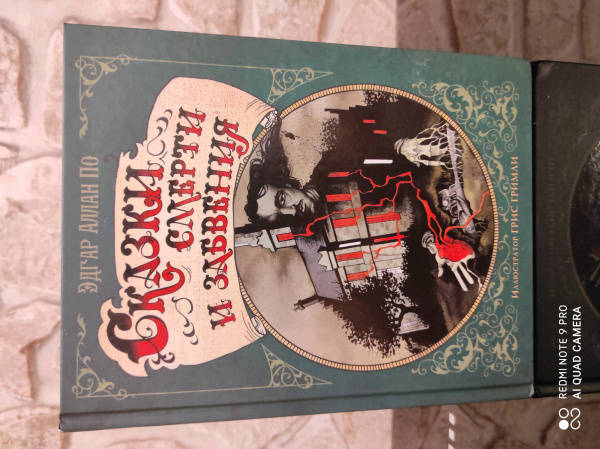 ЭДГАР АЛЛАН ПО
СКАЗКИ
СМЕРТИ
И ЗАБВЕНИЯ
ИЛЛЮСТРАТОР ГРИС ГРИМЛИ
REDMI NOTE 9 PRO
AI QUAD CAMERA